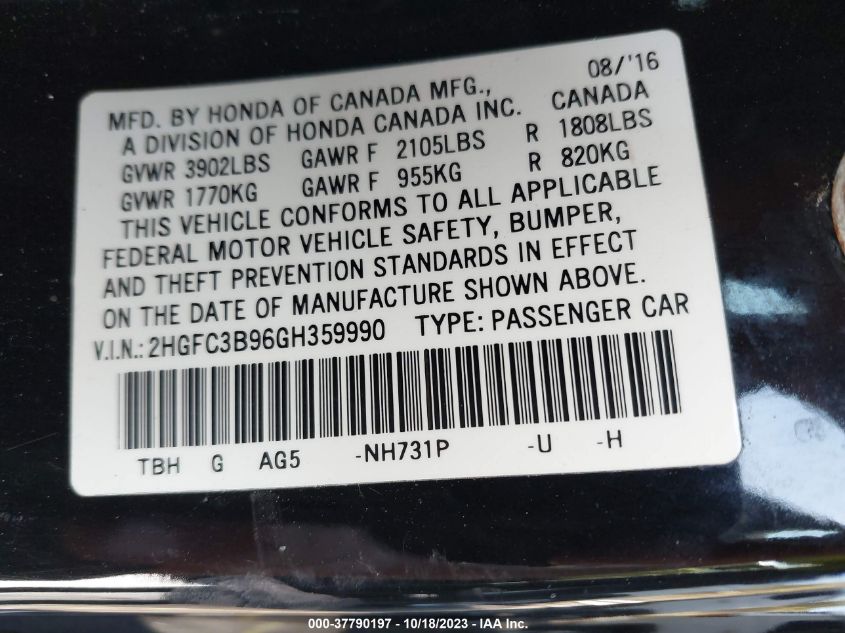 08/'16
MFD. BY HONDA OF CANADA MFG.,
A DIVISION OF HONDA CANADA INC. CANADA
GVWR 3902LBS GAWR F 2105LBS R 1808LBS
GVWR 1770KG GAWR F 955KG R 820KG
THIS VEHICLE CONFORMS TO ALL APPLICABLE
FEDERAL MOTOR VEHICLE SAFETY, BUMPER,
AND THEFT PREVENTION STANDARDS IN EFFECT
ON THE DATE OF MANUFACTURE SHOWN ABOVE.
V.I.N.: 2HGFC3B96GH359990 TYPE: PASSENGER CAR
TBH G AG5 -NH731P -U -H
000-37790197 - 10/18/2023 - IAA Inc.